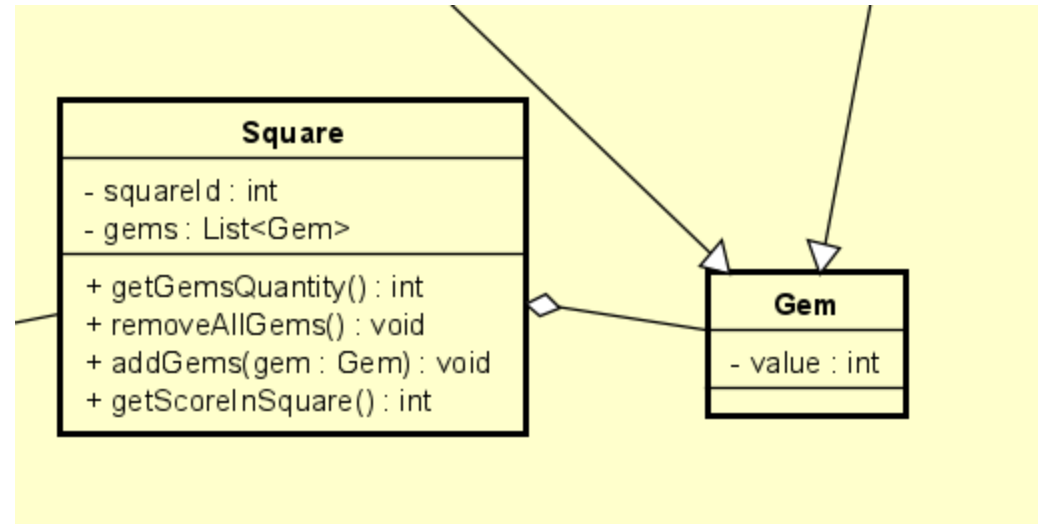 Square
- squareId : int
- gems : List<Gem>
+ getGemsQuantity() : int
+ removeAllGems() : void
+ addGems(gem : Gem) : void
+ getScoreInSquare() : int
Gem
- value : int